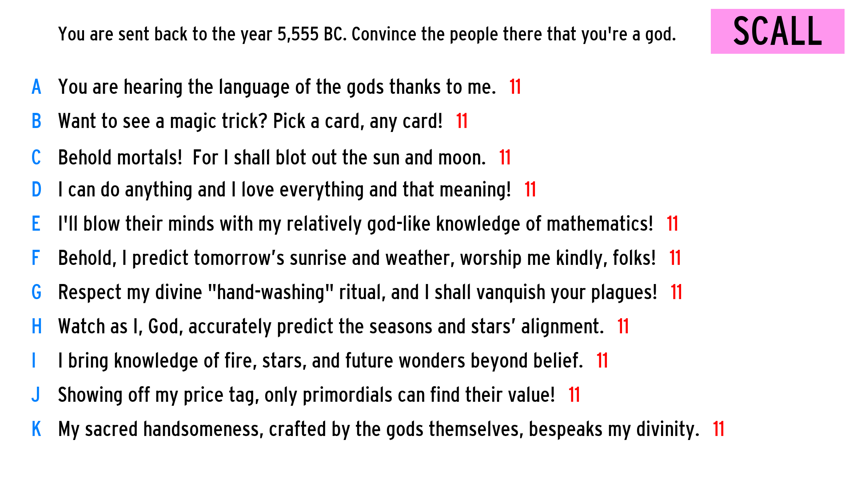 You are sent back to the year 5,555 BC. Convince the people there that you're a god.
SCALL
A You are hearing the language of the gods thanks to me. 11
B Want to see a magic trick? Pick a card, any card! 11
C Behold mortals! For I shall blot out the sun and moon. 11
D I can do anything and I love everything and that meaning! 11
E I'll blow their minds with my relatively god-like knowledge of mathematics! 11
F Behold, I predict tomorrow’s sunrise and weather, worship me kindly, folks! 11
G Respect my divine "hand-washing" ritual, and I shall vanquish your plagues! 11
H Watch as I, God, accurately predict the seasons and stars’ alignment. 11
I I bring knowledge of fire, stars, and future wonders beyond belief. 11
J Showing off my price tag, only primordials can find their value! 11
K My sacred handsomeness, crafted by the gods themselves, bespeaks my divinity. 11